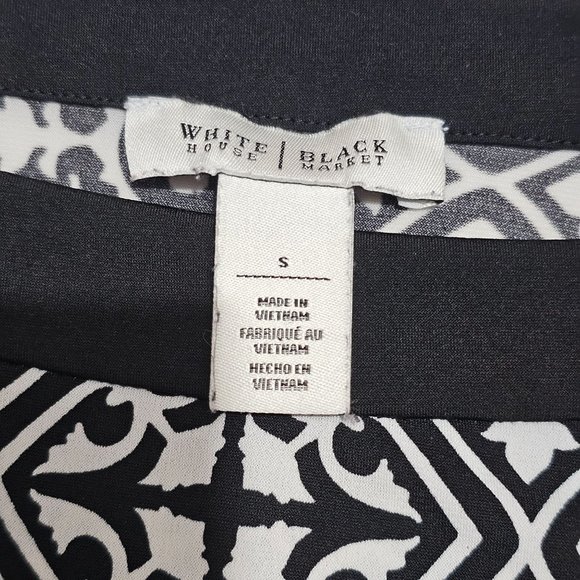 WHITE | BLACK
HOUSE | MARKET
S
MADE IN
VIETNAM
FABRIQUÉ AU
VIETNAM
HECHO EN
VIETNAM